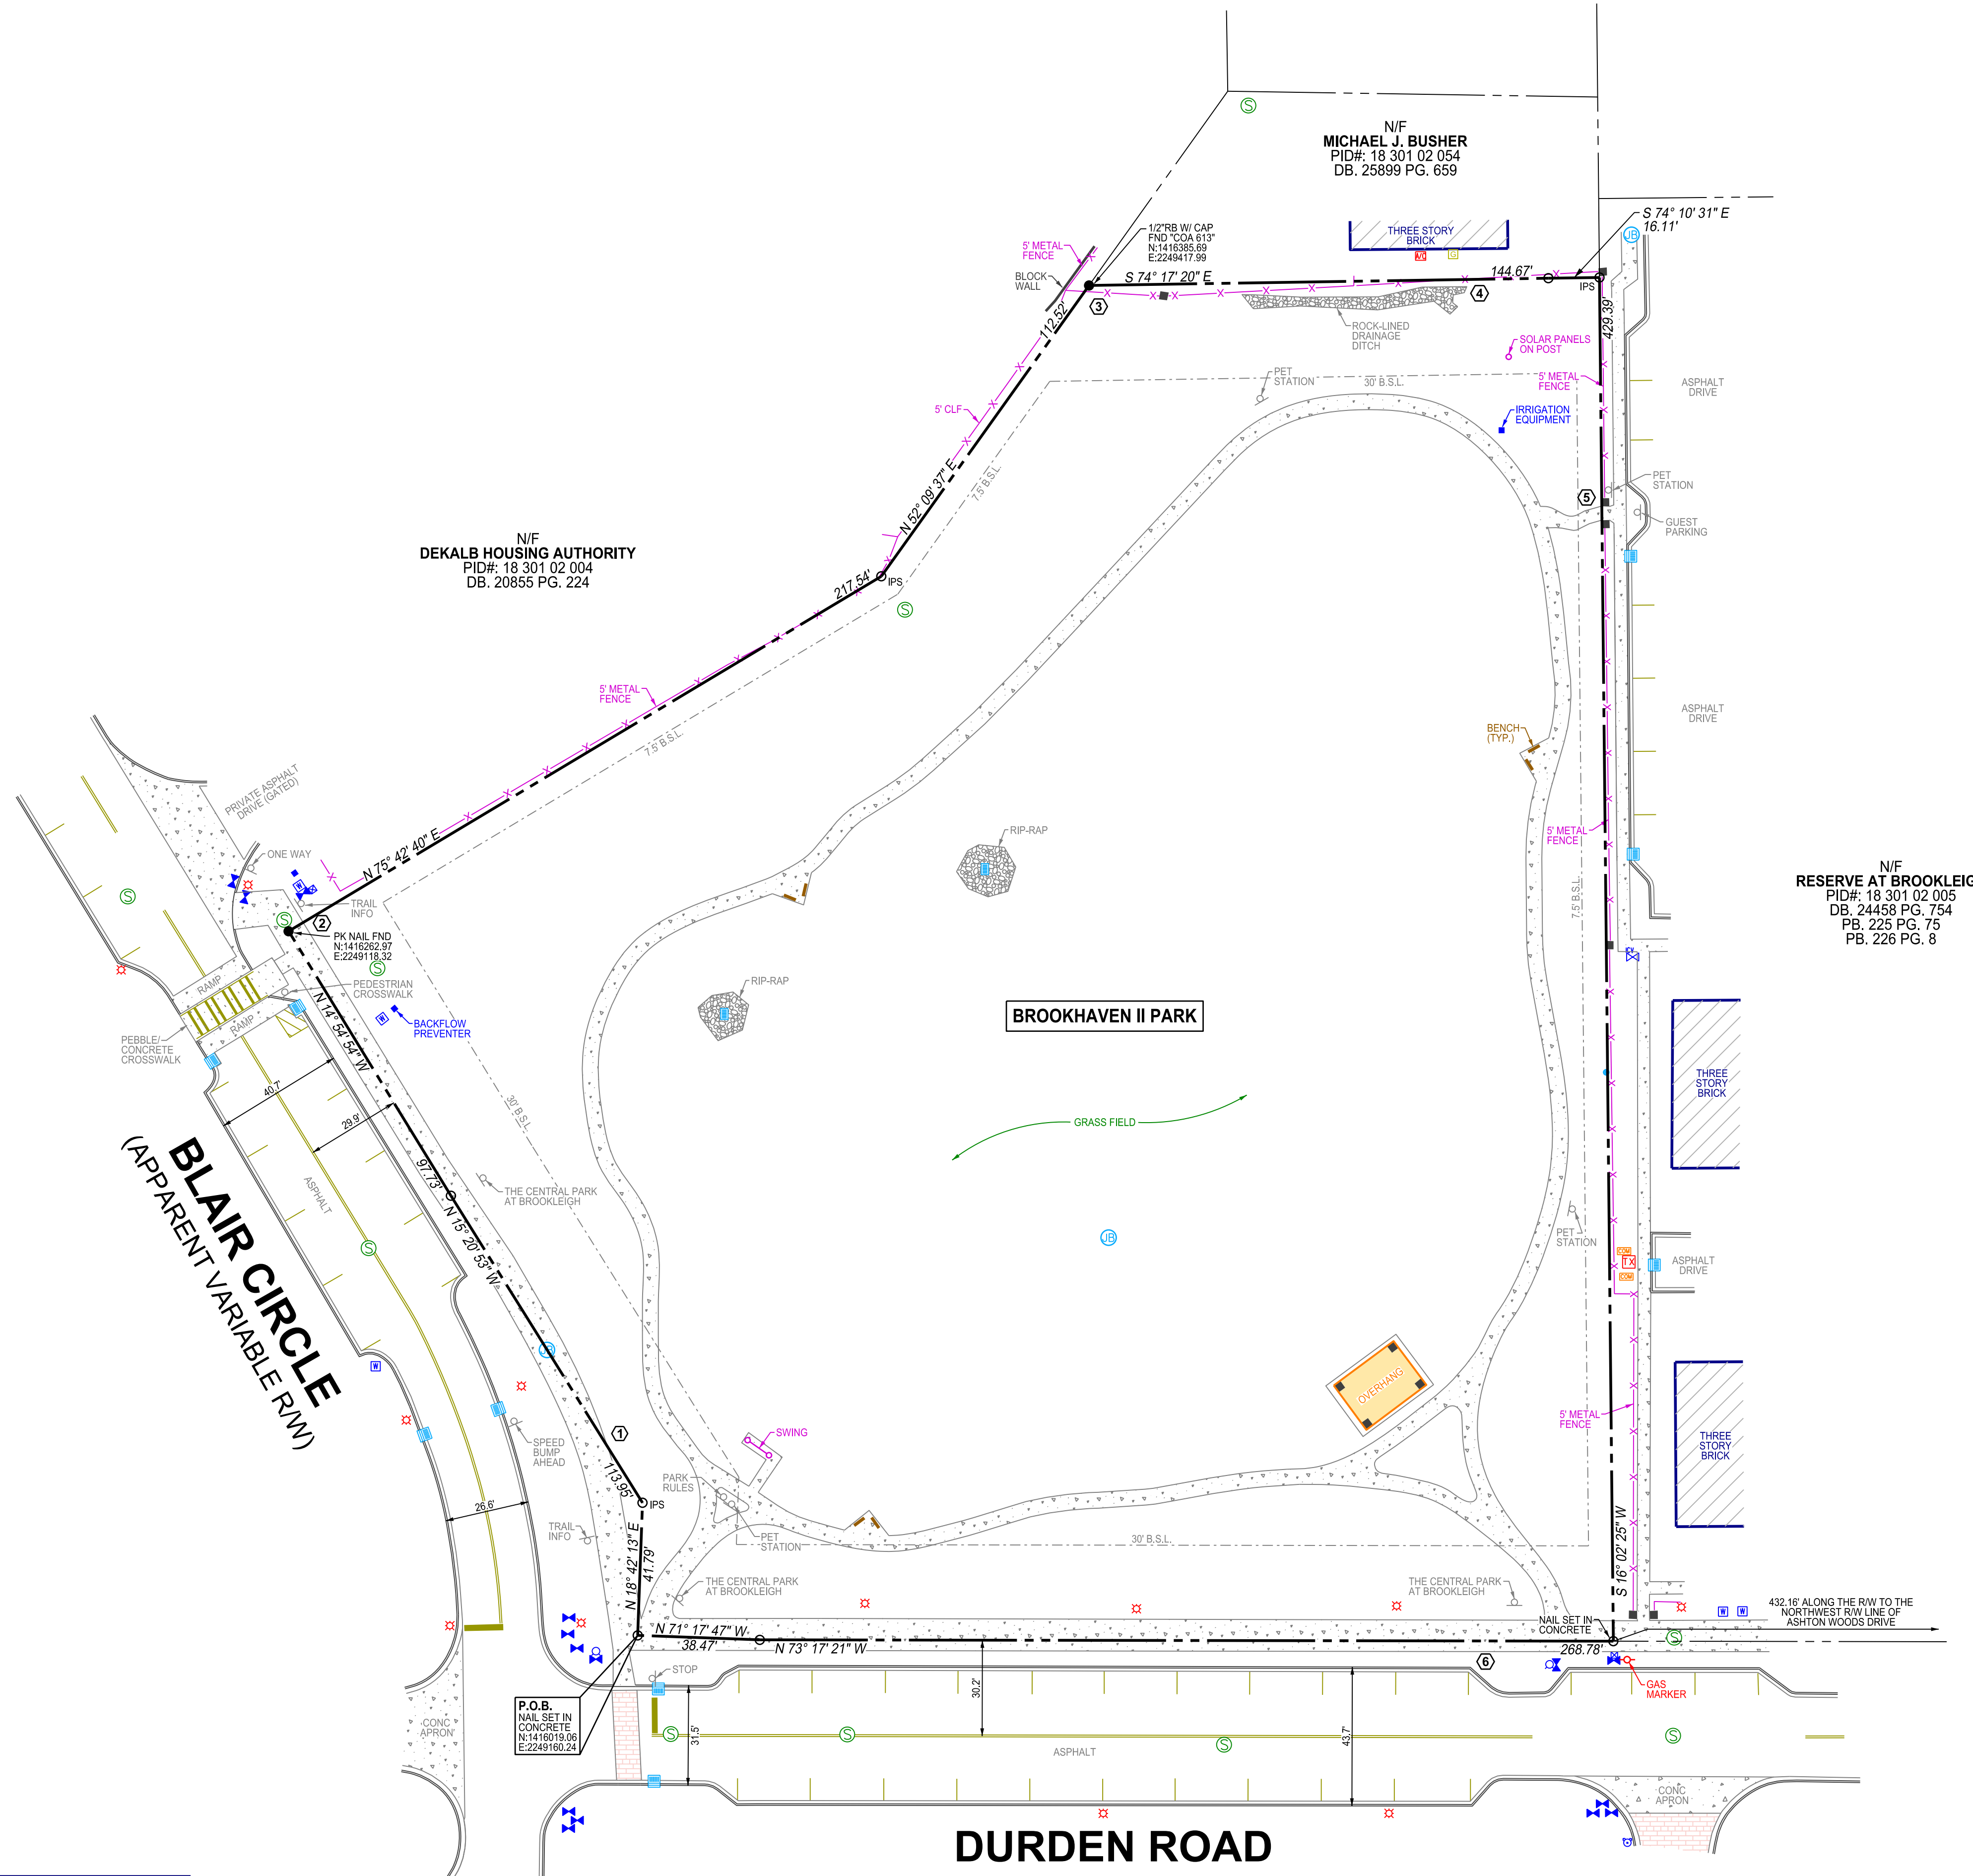 N/F
MICHAEL J. BUSHER
PID#: 18 301 02 054
DB. 25899 PG. 659
S 74° 10' 31" E
16.11'
1/2"RB W/ CAP
FND "COA 613"
N:1416385.69
E:2249417.99
5' METAL
FENCE
BLOCK
WALL
THREE STORY
BRICK
A/C
G
JB
S
S 74° 17' 20" E
144.67'
IPS
3
4
112.52'
429.39'
ROCK-LINED
DRAINAGE
DITCH
SOLAR PANELS
ON POST
PET
STATION
30' B.S.L.
5' METAL
FENCE
ASPHALT
DRIVE
5' CLF
IRRIGATION
EQUIPMENT
7.5' B.S.L.
N 52° 09' 37" E
5
PET
STATION
GUEST
PARKING
N/F
DEKALB HOUSING AUTHORITY
PID#: 18 301 02 004
DB. 20855 PG. 224
217.54'
IPS
S
5' METAL
FENCE
7.5' B.S.L.
BENCH
(TYP.)
ASPHALT
DRIVE
PRIVATE ASPHALT
DRIVE (GATED)
N 75° 42' 40" E
RIP-RAP
5' METAL
FENCE
ONE WAY
W
TRAIL
INFO
2
S
S
PK NAIL FND
N:1416262.97
E:2249118.32
S
7.5' B.S.L.
N/F
RESERVE AT BROOKLEIG
PID#: 18 301 02 005
DB. 24458 PG. 754
PB. 225 PG. 75
PB. 226 PG. 8
ICV
RAMP
RAMP
PEDESTRIAN
CROSSWALK
RIP-RAP
BROOKHAVEN II PARK
N 14° 54' 54" W
W
BACKFLOW
PREVENTER
PEBBLE/
CONCRETE
CROSSWALK
40.7'
29.9'
30' B.S.L.
GRASS FIELD
THREE
STORY
BRICK
BLAIR CIRCLE
(APPARENT VARIABLE R/W)
97.73'
ASPHALT
THE CENTRAL PARK
AT BROOKLEIGH
N 15° 20' 53" W
S
JB
PET
STATION
COM
TX
COM
ASPHALT
DRIVE
JB
W
OVERHANG
5' METAL
FENCE
THREE
STORY
BRICK
1
SWING
SPEED
BUMP
AHEAD
113.95'
PARK
RULES
26.6'
IPS
TRAIL
INFO
PET
STATION
30' B.S.L.
N 18° 42' 13" E
41.79'
S 16° 02' 25" W
THE CENTRAL PARK
AT BROOKLEIGH
THE CENTRAL PARK
AT BROOKLEIGH
432.16' ALONG THE R/W TO THE
NORTHWEST R/W LINE OF
ASHTON WOODS DRIVE
W
W
NAIL SET IN
CONCRETE
N 71° 17' 47" W
38.47'
N 73° 17' 21" W
268.78'
S
6
STOP
30.2'
GAS
MARKER
P.O.B.
NAIL SET IN
CONCRETE
N:1416019.06
E:2249160.24
CONC
APRON
31.5'
S
S
S
S
43.7'
ASPHALT
CONC
APRON
DURDEN ROAD